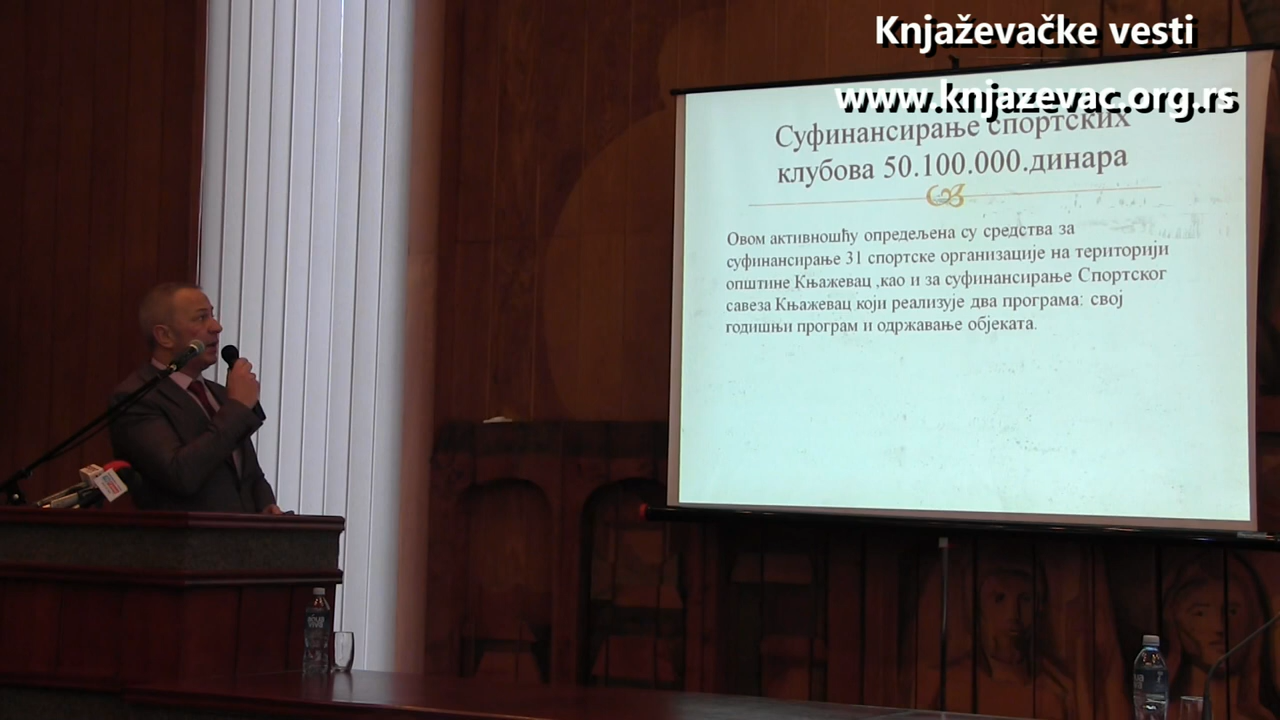 Knjaževačke vesti
www.knjazevac.org.rs
Суфинансирање спортских
клубова 50.100.000.динара
Овом активношћу опредељена су средства за
суфинансирање 31 спортске организације на територији
општине Књажевац ,као и за суфинансирање Спортског
савеза Књажевац који реализује два програма: свој
годишњи програм и одржавање објеката.